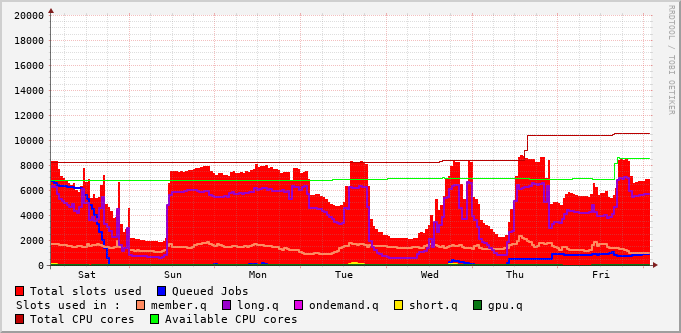 20000
18000
16000
14000
12000
10000
8000
6000
4000
2000
0
Sat Sun Mon Tue Wed Thu Fri
Total slots used Queued Jobs
Slots used in : member.q long.q ondemand.q short.q gpu.q
Total CPU cores Available CPU cores
RRDTOOL / TOBI OETIKER